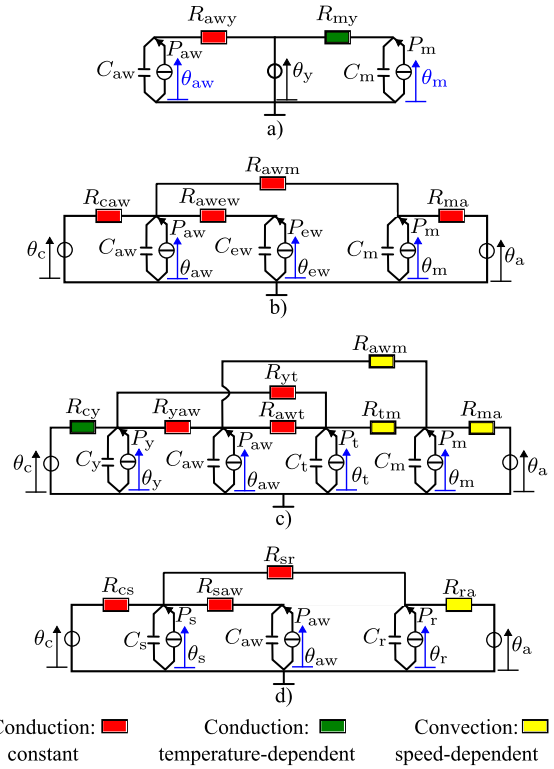 R_awy R_my
P_aw P_m
C_aw θ_aw θ_y C_m θ_m
a)
R_awm
R_caw R_awew R_ma
P_aw P_ew P_m
θ_c C_aw θ_aw C_ew θ_ew C_m θ_m θ_a
b)
R_awm
R_yt
R_cy R_yaw R_awt R_tm R_ma
P_y P_aw P_t P_m
θ_c C_y θ_y C_aw θ_aw C_t θ_t C_m θ_m θ_a
c)
R_sr
R_cs R_saw R_ra
P_s P_aw P_r
θ_c C_s θ_s C_aw θ_aw C_r θ_r θ_a
d)
Conduction: Conduction: Convection:
constant temperature-dependent speed-dependent